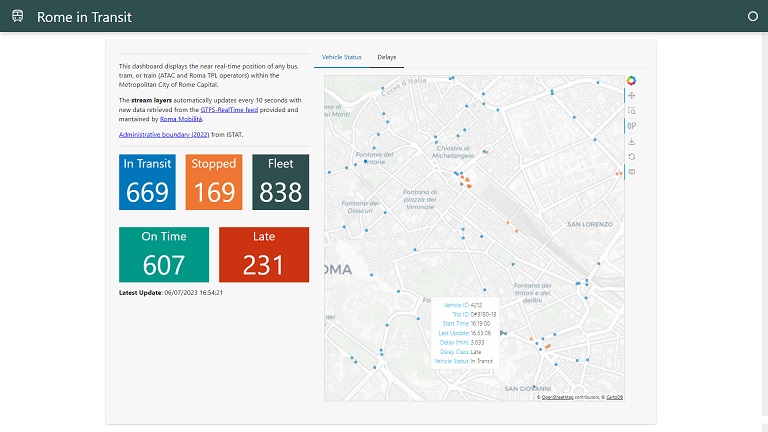 Rome in Transit
This dashboard displays the near real-time position of any bus,
tram, or train (ATAC and Roma TPL operators) within the
Metropolitan City of Rome Capital.
The stream layers automatically updates every 10 seconds with
new data retrieved from the GTFS-RealTime feed provided and
mantained by Roma Mobilità.
Administrative boundary (2022) from ISTAT.
In Transit
669
Stopped
169
Fleet
838
On Time
607
Late
231
Latest Update: 06/07/2023 16:54:21
Vehicle Status
Delays
Corso d'Italia
Chiostro di
Michelangelo
Fontana del
Fontana di
piazza del
Viminale
Fontana dei
Dioscuri
SAN LORENZO
OMA
Fontana dei
tritoni e dei
delfini
Vehicle ID: 4212
Trip ID: 0#3180-13
Start Time: 16:19:00
Last Update: 16:53:06
Delay (min): 3.633
Delay Class: Late
Vehicle Status: In Transit
SAN GIOVANNI
© OpenStreetMap contributors, © CartoDB